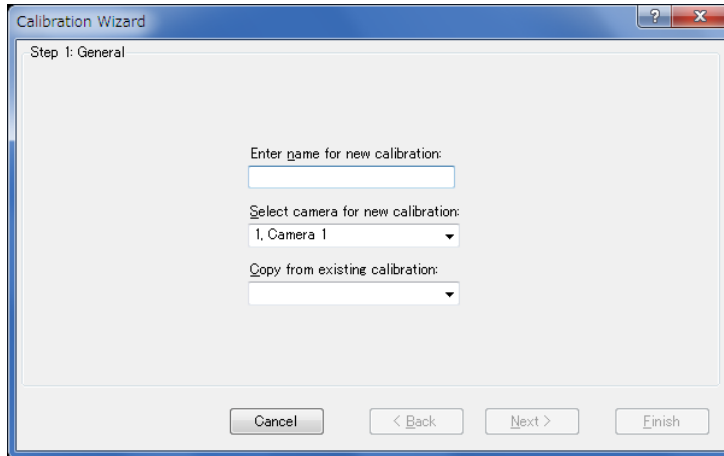 Calibration Wizard
?
X
Step 1: General
Enter name for new calibration:
Select camera for new calibration:
1, Camera 1
Copy from existing calibration:
Cancel
< Back
Next >
Finish